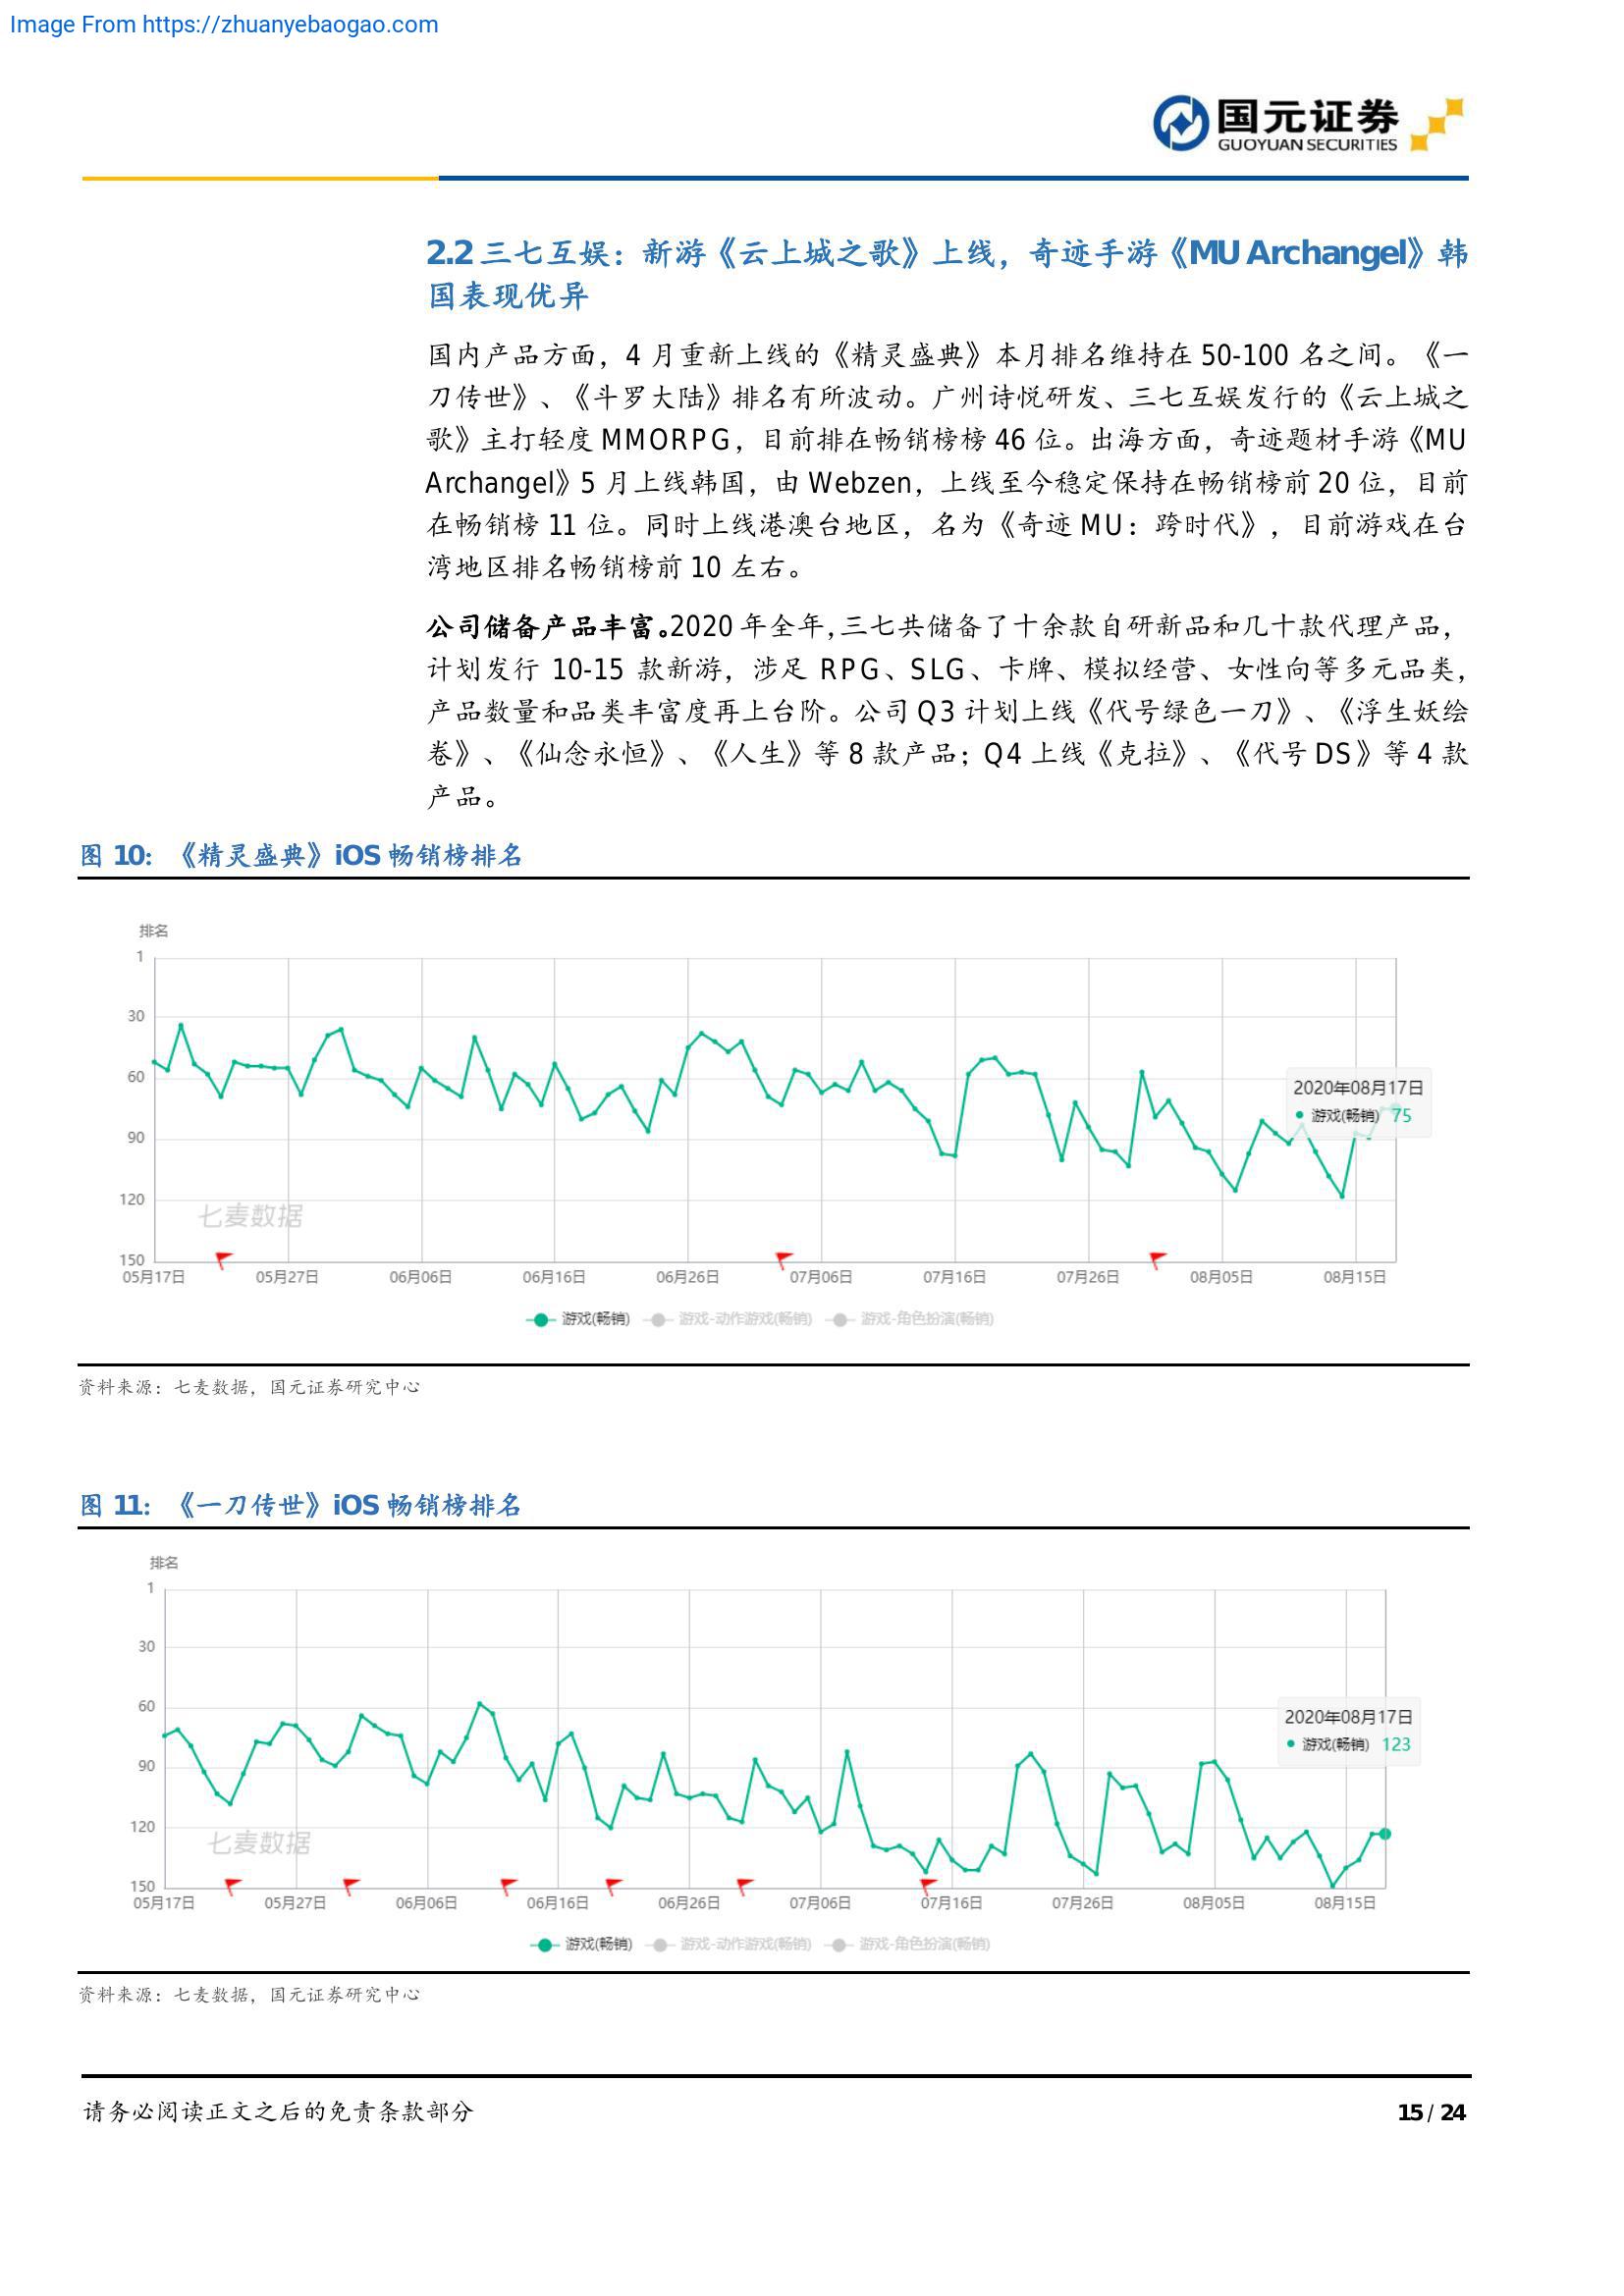 Image From https://zhuanyebaogao.com
国元证券
GUOYUAN SECURITIES
2.2 三七互娱：新游《云上城之歌》上线，奇迹手游《MU Archangel》韩
国表现优异
国内产品方面，4 月重新上线的《精灵盛典》本月排名维持在 50-100 名之间。《一
刀传世》、《斗罗大陆》排名有所波动。广州诗悦研发、三七互娱发行的《云上城之
歌》主打轻度 MMORPG，目前排在畅销榜榜 46 位。出海方面，奇迹题材手游《MU
Archangel》5 月上线韩国，由 Webzen，上线至今稳定保持在畅销榜前 20 位，目前
在畅销榜 11 位。同时上线港澳台地区，名为《奇迹 MU：跨时代》，目前游戏在台
湾地区排名畅销榜前 10 左右。
公司储备产品丰富。2020 年全年，三七共储备了十余款自研新品和几十款代理产品，
计划发行 10-15 款新游，涉足 RPG、SLG、卡牌、模拟经营、女性向等多元品类，
产品数量和品类丰富度再上台阶。公司 Q3 计划上线《代号绿色一刀》、《浮生妖绘
卷》、《仙念永恒》、《人生》等 8 款产品；Q4 上线《克拉》、《代号 DS》等 4 款
产品。
图 10：《精灵盛典》iOS 畅销榜排名
排名
1
30
60
90
120
150
2020年08月17日
游戏(畅销) 75
七麦数据
05月17日 05月27日 06月06日 06月16日 06月26日 07月06日 07月16日 07月26日 08月05日 08月15日
游戏(畅销) 游戏-动作游戏(畅销) 游戏-角色扮演(畅销)
资料来源：七麦数据，国元证券研究中心
图 11：《一刀传世》iOS 畅销榜排名
排名
1
30
60
90
120
150
2020年08月17日
游戏(畅销) 123
七麦数据
05月17日 05月27日 06月06日 06月16日 06月26日 07月06日 07月16日 07月26日 08月05日 08月15日
游戏(畅销) 游戏-动作游戏(畅销) 游戏-角色扮演(畅销)
资料来源：七麦数据，国元证券研究中心
请务必阅读正文之后的免责条款部分 15 / 24